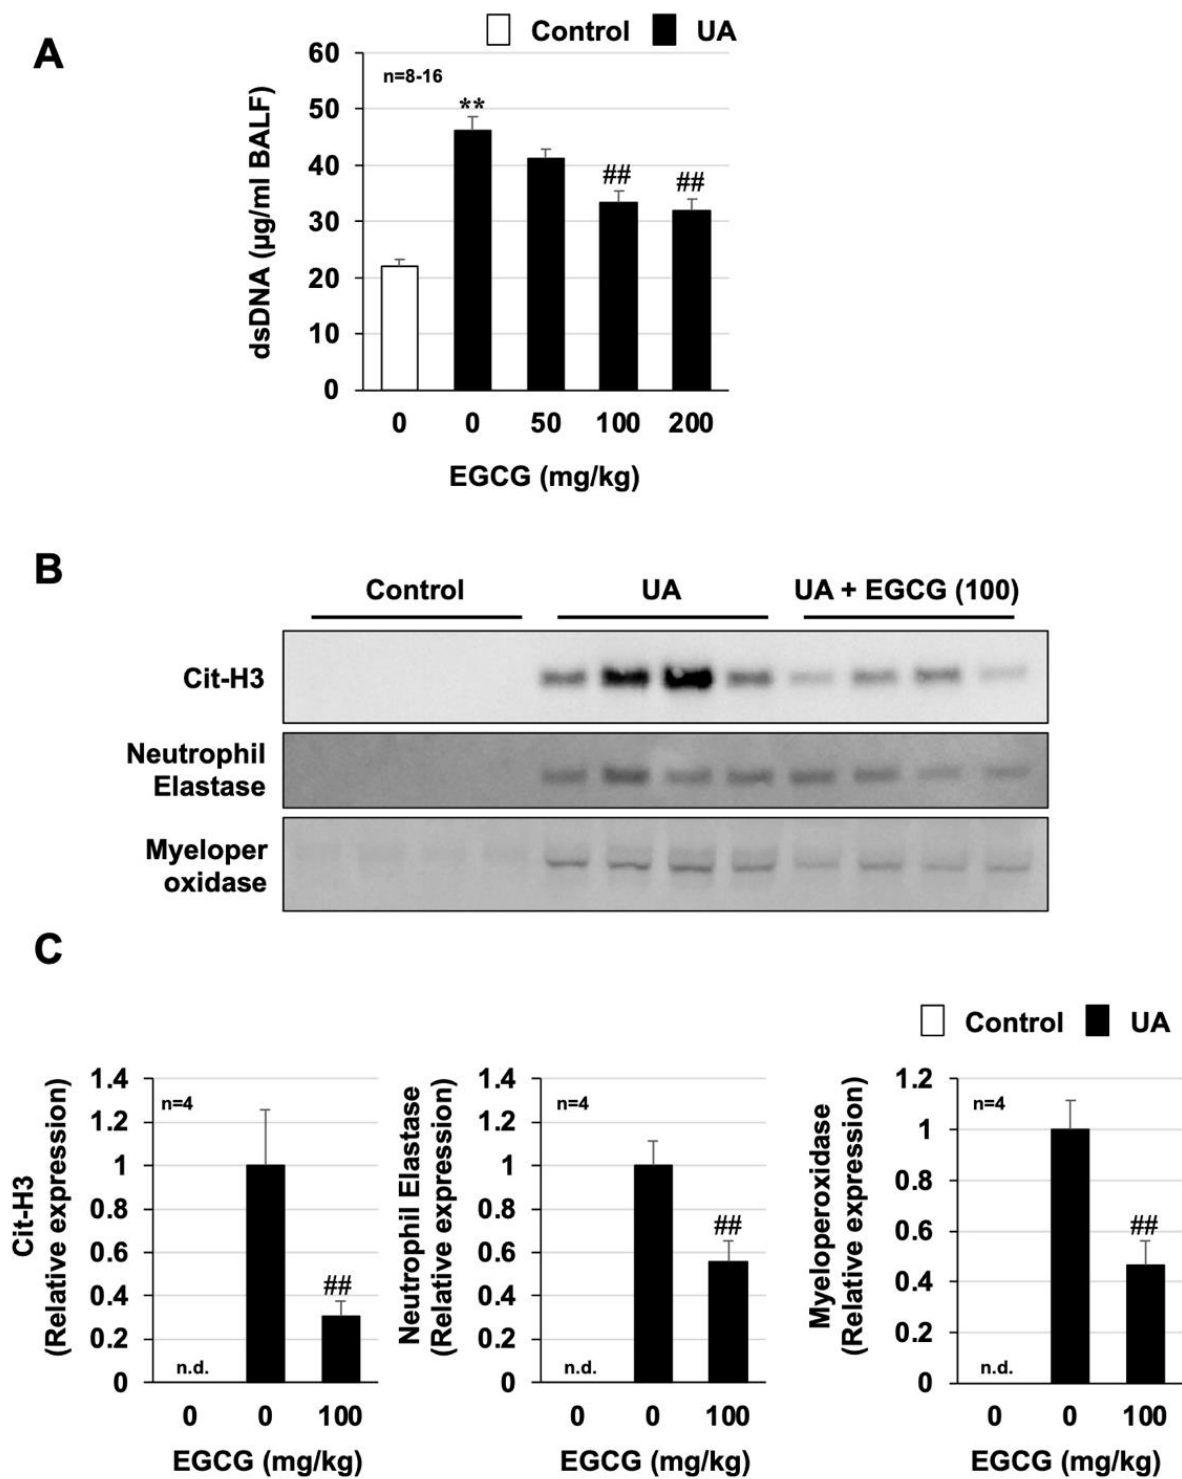 A
Control UA
n=8-16
dsDNA (µg/ml BALF)
60
50
40
30
20
10
0
**
##
##
0 0 50 100 200
EGCG (mg/kg)
B
Control UA UA + EGCG (100)
Cit-H3
Neutrophil
Elastase
Myeloper
oxidase
C
Control UA
Cit-H3
(Relative expression)
1.4
1.2
1
0.8
0.6
0.4
0.2
0
n=4
##
n.d.
0 0 100
EGCG (mg/kg)
Neutrophil Elastase
(Relative expression)
1.4
1.2
1
0.8
0.6
0.4
0.2
0
n=4
##
n.d.
0 0 100
EGCG (mg/kg)
Myeloperoxidase
(Relative expression)
1.2
1
0.8
0.6
0.4
0.2
0
n=4
##
n.d.
0 0 100
EGCG (mg/kg)